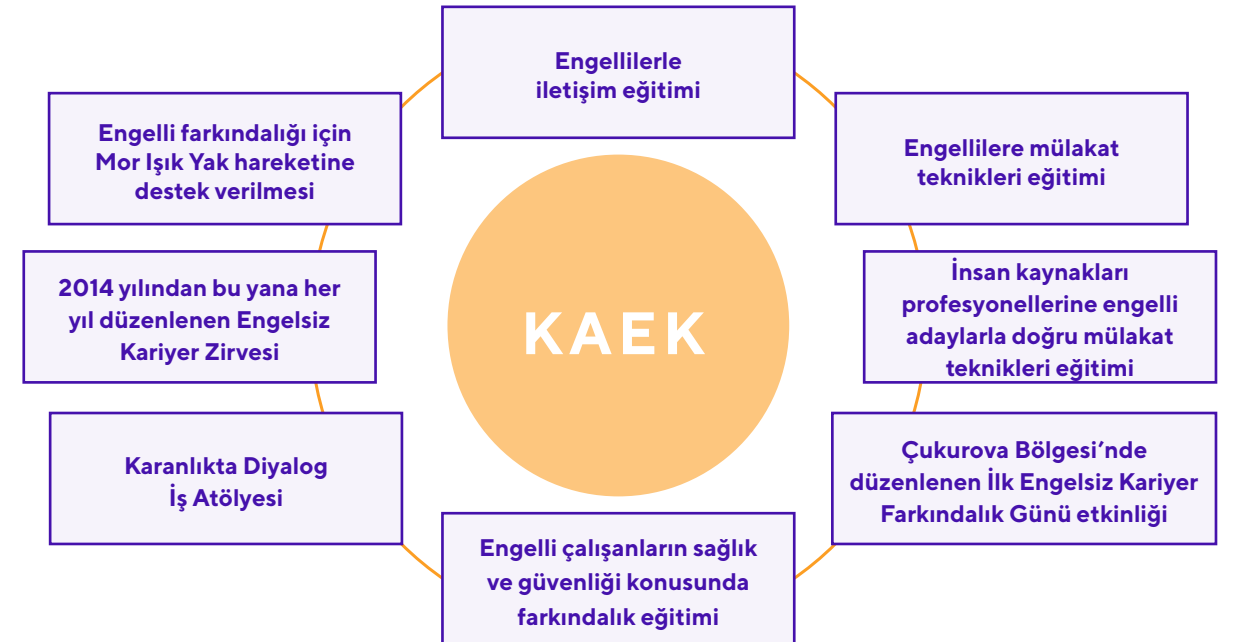 Engellilerle
iletişim eğitimi
Engelli farkındalığı için
Mor Işık Yak hareketine
destek verilmesi
Engellilere mülakat
teknikleri eğitimi
2014 yılından bu yana her
yıl düzenlenen Engelsiz
Kariyer Zirvesi
KAEK
İnsan kaynakları
profesyonellerine engelli
adaylarla doğru mülakat
teknikleri eğitimi
Karanlıkta Diyalog
İş Atölyesi
Çukurova Bölgesi’nde
düzenlenen İlk Engelsiz Kariyer
Farkındalık Günü etkinliği
Engelli çalışanların sağlık
ve güvenliği konusunda
farkındalık eğitimi